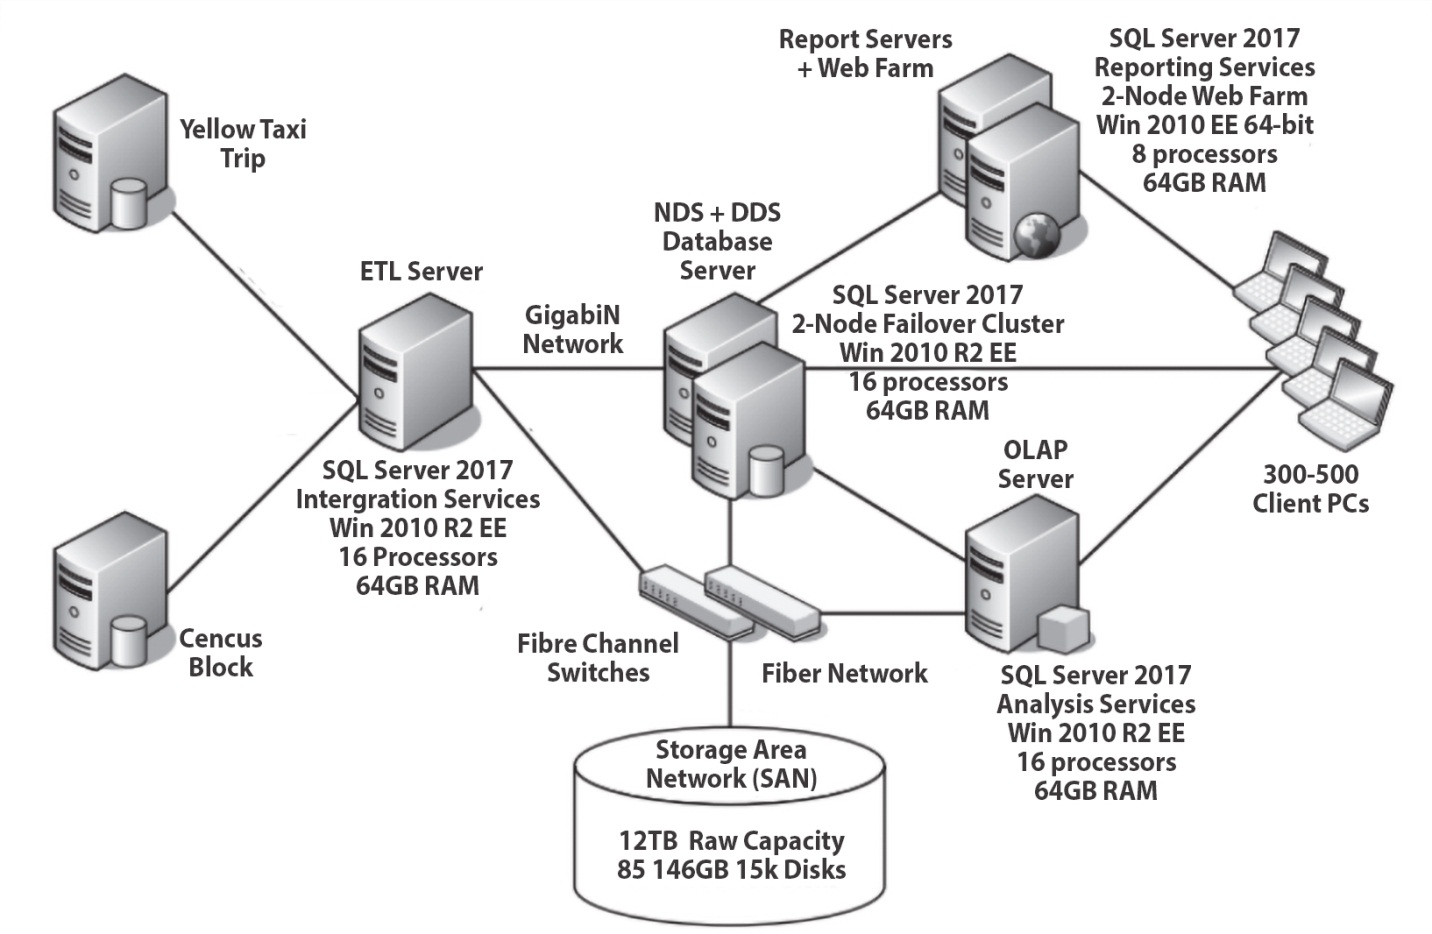 Report Servers
+ Web Farm
SQL Server 2017
Reporting Services
2-Node Web Farm
Win 2010 EE 64-bit
8 processors
64GB RAM
Yellow Taxi
Trip
NDS + DDS
Database
Server
ETL Server
GigabiN
Network
SQL Server 2017
2-Node Failover Cluster
Win 2010 R2 EE
16 processors
64GB RAM
SQL Server 2017
Intergration Services
Win 2010 R2 EE
16 Processors
64GB RAM
OLAP
Server
300-500
Client PCs
Cencus
Block
Fibre Channel
Switches
Fiber Network
SQL Server 2017
Analysis Services
Win 2010 R2 EE
16 processors
64GB RAM
Storage Area
Network (SAN)
12TB Raw Capacity
85 146GB 15k Disks